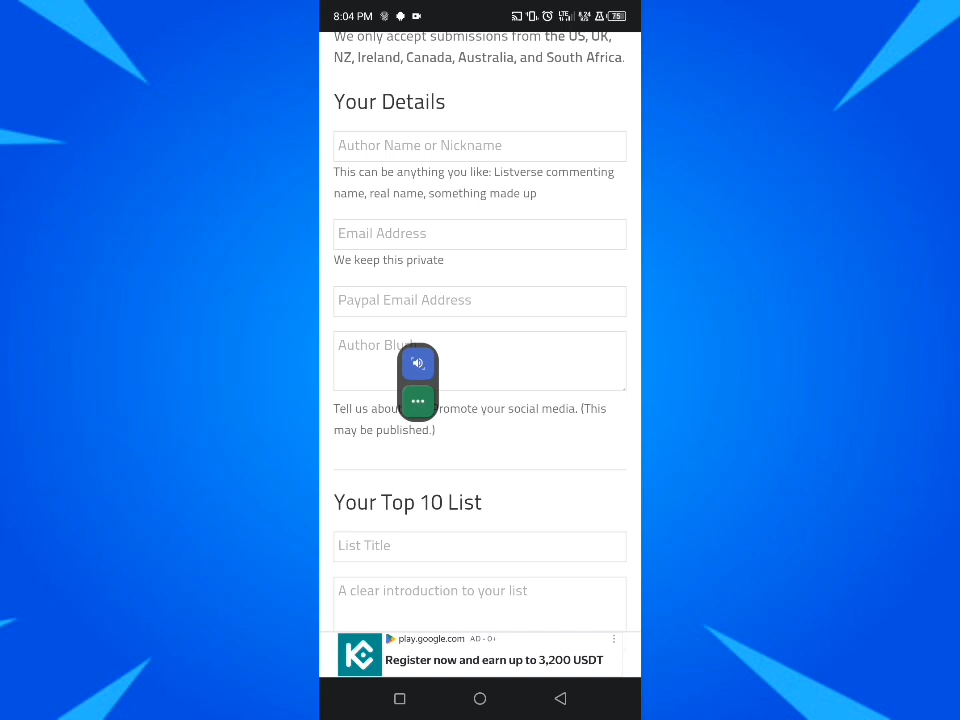 8:04 PM
75
We only accept submissions from the US, UK,
NZ, Ireland, Canada, Australia, and South Africa.
Your Details
Author Name or Nickname
This can be anything you like: Listverse commenting
name, real name, something made up
Email Address
We keep this private
Paypal Email Address
Author
Tell us about Promote your social media. (This
may be published.)
Your Top 10 List
List Title
A clear introduction to your list
play.google.com AD
Register now and earn up to 3,200 USDT